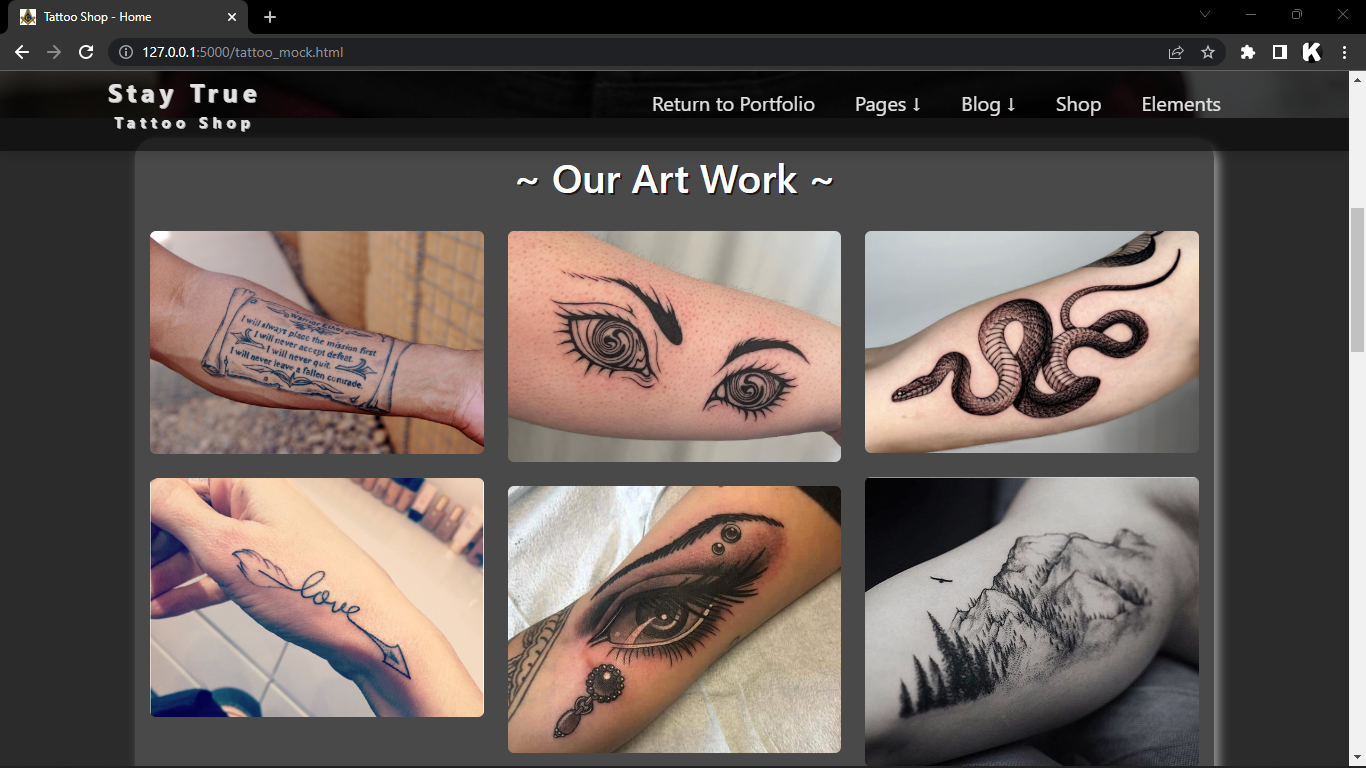 Tattoo Shop - Home
127.0.0.1:5000/tattoo_mock.html
Stay True
Tattoo Shop
Return to Portfolio Pages ↓ Blog ↓ Shop Elements
~ Our Art Work ~
Warrior Ethos
I will always place the mission first
I will never accept defeat.
I will never quit.
I will never leave a fallen comrade.
love